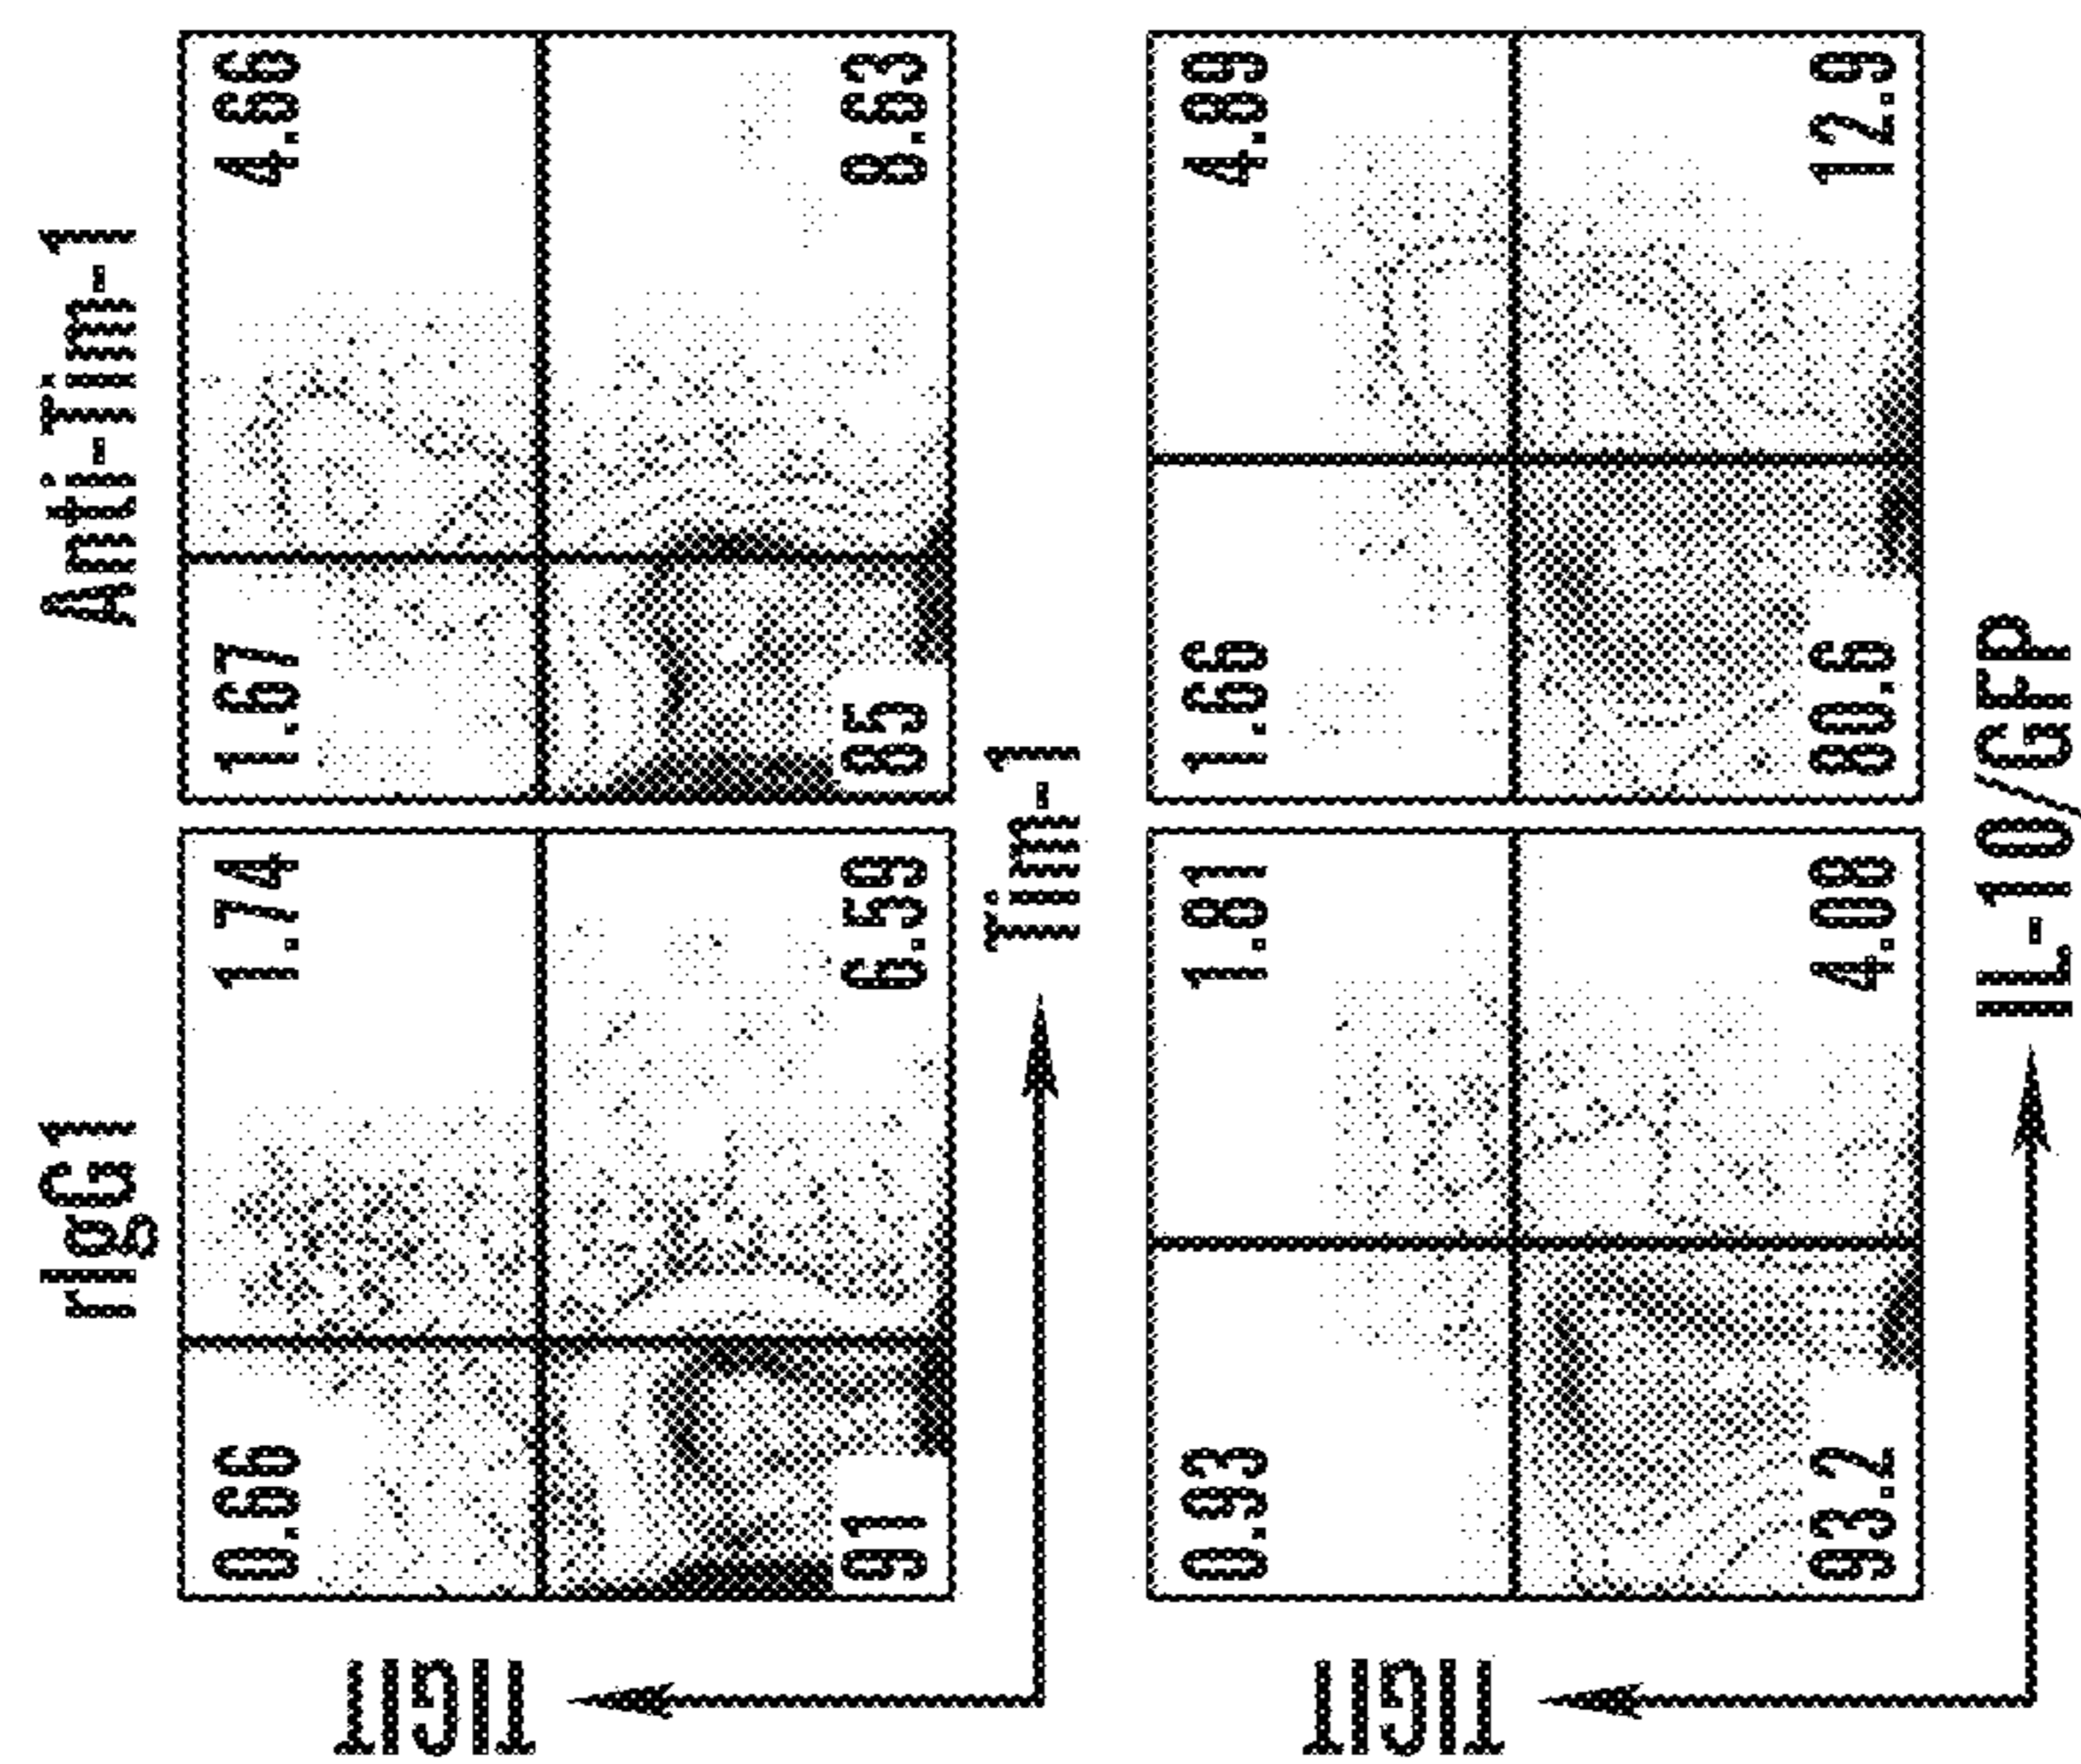 rIgG1 Anti-Tim-1
0.66 1.74 1.67 4.66
TIGIT
91 6.59 85 8.63
Tim-1
0.93 1.81 1.66 4.89
TIGIT
93.2 4.08 80.6 12.9
IL-10/GFP